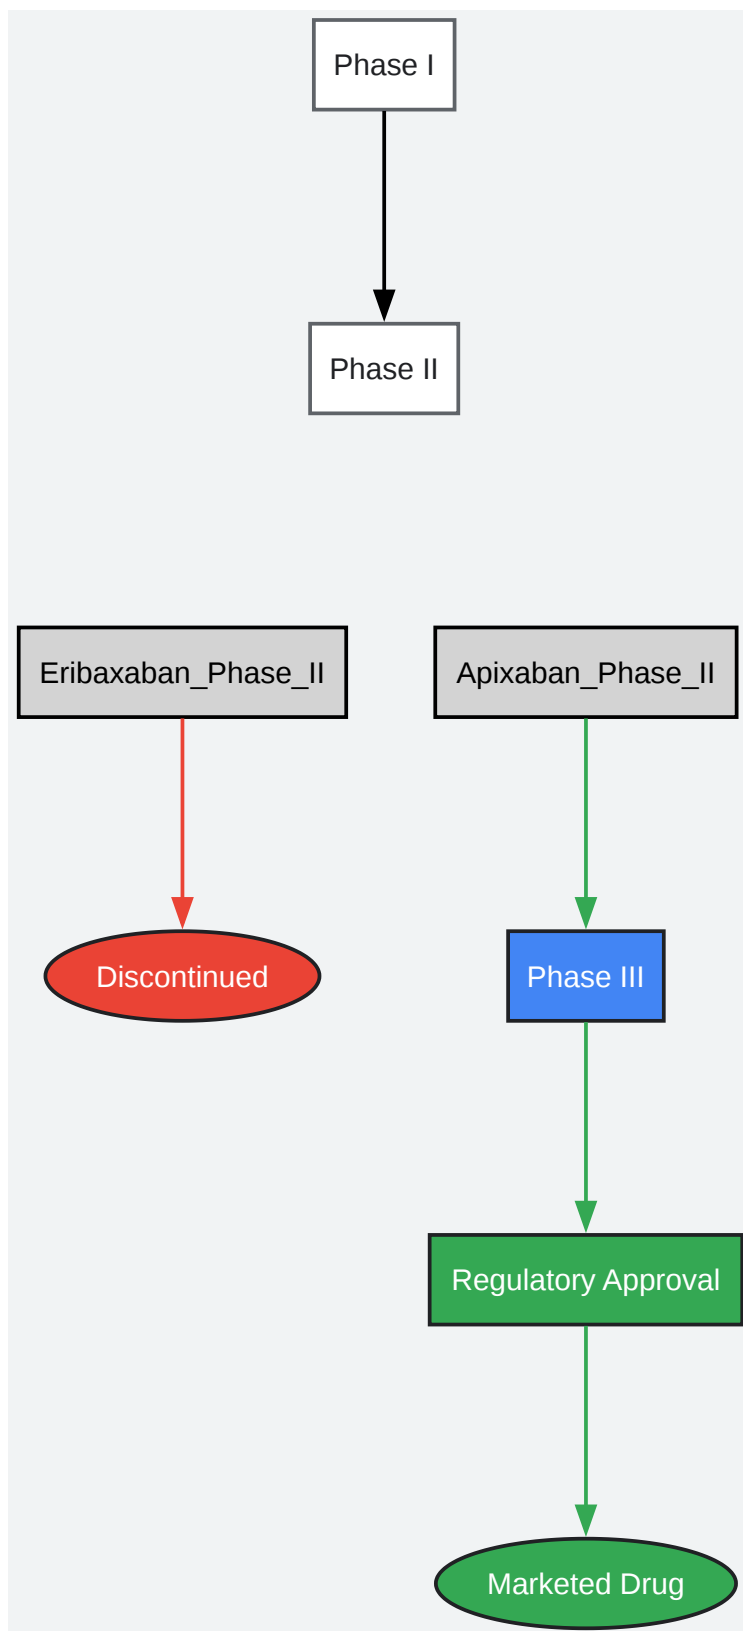 Phase I
Phase II
Eribaxaban_Phase_II
Apixaban_Phase_II
Discontinued
Phase III
Regulatory Approval
Marketed Drug